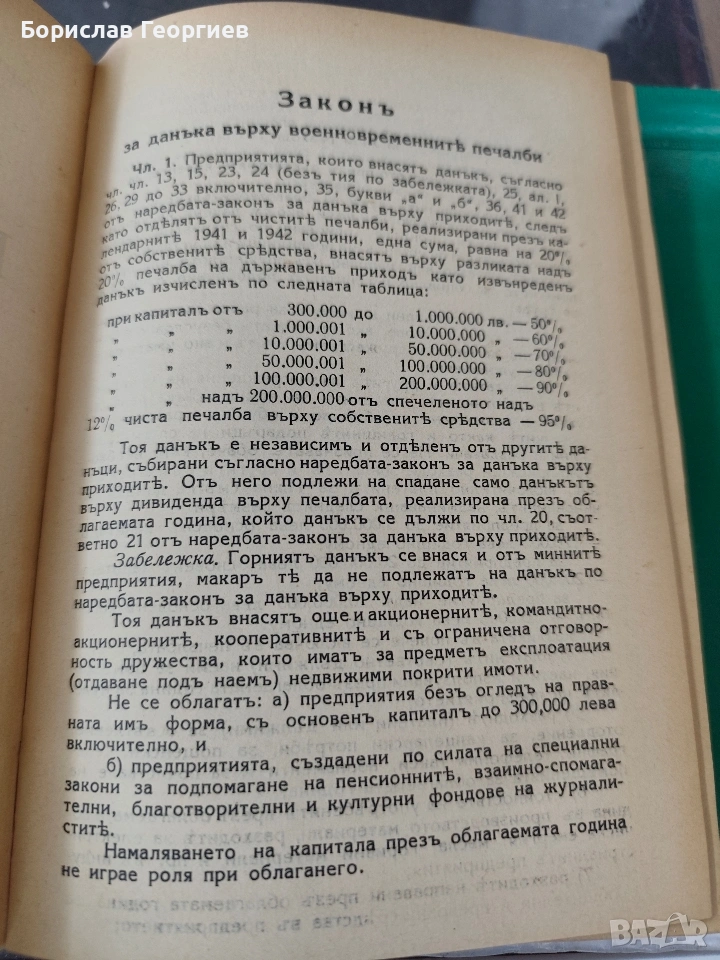 Борислав Георгиев
Законъ
за данъка върху военновременнитѣ печалби
Чл. 1. Предприятията, които внасятъ данъкъ, съгласно
чл. чл. 13, 15, 23, 24 (безъ тия по забележката), 25, ал. I,
26, 29 до 33 включително, 35, букви „а" и „б", 36, 41 и 42
отъ наредбата-законъ за данъка върху приходитѣ, следъ
като отдѣлятъ отъ чиститѣ печалби, реализирани презъ ка-
лендарнитѣ 1941 и 1942 години, една сума, равна на 20%
отъ собственитѣ срѣдства, внасятъ върху разликата надъ
20% печалба на държавенъ приходъ като извънреденъ
данъкъ изчисленъ по следната таблица:
при капиталъ отъ 300.000 до 1.000.000 лв. — 50%
„ „ „ 1.000.001 „ 10.000.000 „ — 60%
„ „ „ 10.000.001 „ 50.000.000 „ — 70%
„ „ „ 50.000.001 „ 100.000.000 „ — 80%
„ „ „ 100.000.001 „ 200.000.000 „ — 90%
„ „ надъ 200.000.000 отъ спечеленото надъ
12% чиста печалба върху собственитѣ срѣдства — 95%
Тоя данъкъ е независимъ и отдѣленъ отъ другитѣ да-
нъци, събирани съгласно наредбата-законъ за данъка върху
приходитѣ. Отъ него подлежи на спадане само данъкътъ
върху дивидента върху печалбата, реализирана презъ об-
лагаемата година, който данъкъ се дължи по чл. 20, съот-
ветно 21 отъ наредбата-законъ за данъка върху приходитѣ.
Забележка. Горниятъ данъкъ се внася и отъ миннитѣ
предприятия, макаръ тѣ да не подлежатъ на данъкъ по
наредбата-законъ за данъка върху приходитѣ.
Тоя данъкъ внасятъ още и акционернитѣ, командитно-
акционернитѣ, кооперативнитѣ и съ ограничена отговор-
ность дружества, които иматъ за предметъ експлоатация
(отдаване подъ наемъ) недвижими покрити имоти.
Не се облагатъ: а) предприятия безъ огледъ на прав-
ната имъ форма, съ основенъ капиталъ до 300,000 лева
включително, и
б) предприятията, създадени по силата на специални
закони за подпомагане на пенсионнитѣ, взаимно-спомага-
телни, благотворителни и културни фондове на журнали-
ститѣ.
Намаляването на капитала презъ облагаемата година
не играе роля при облагането.
BAZAR